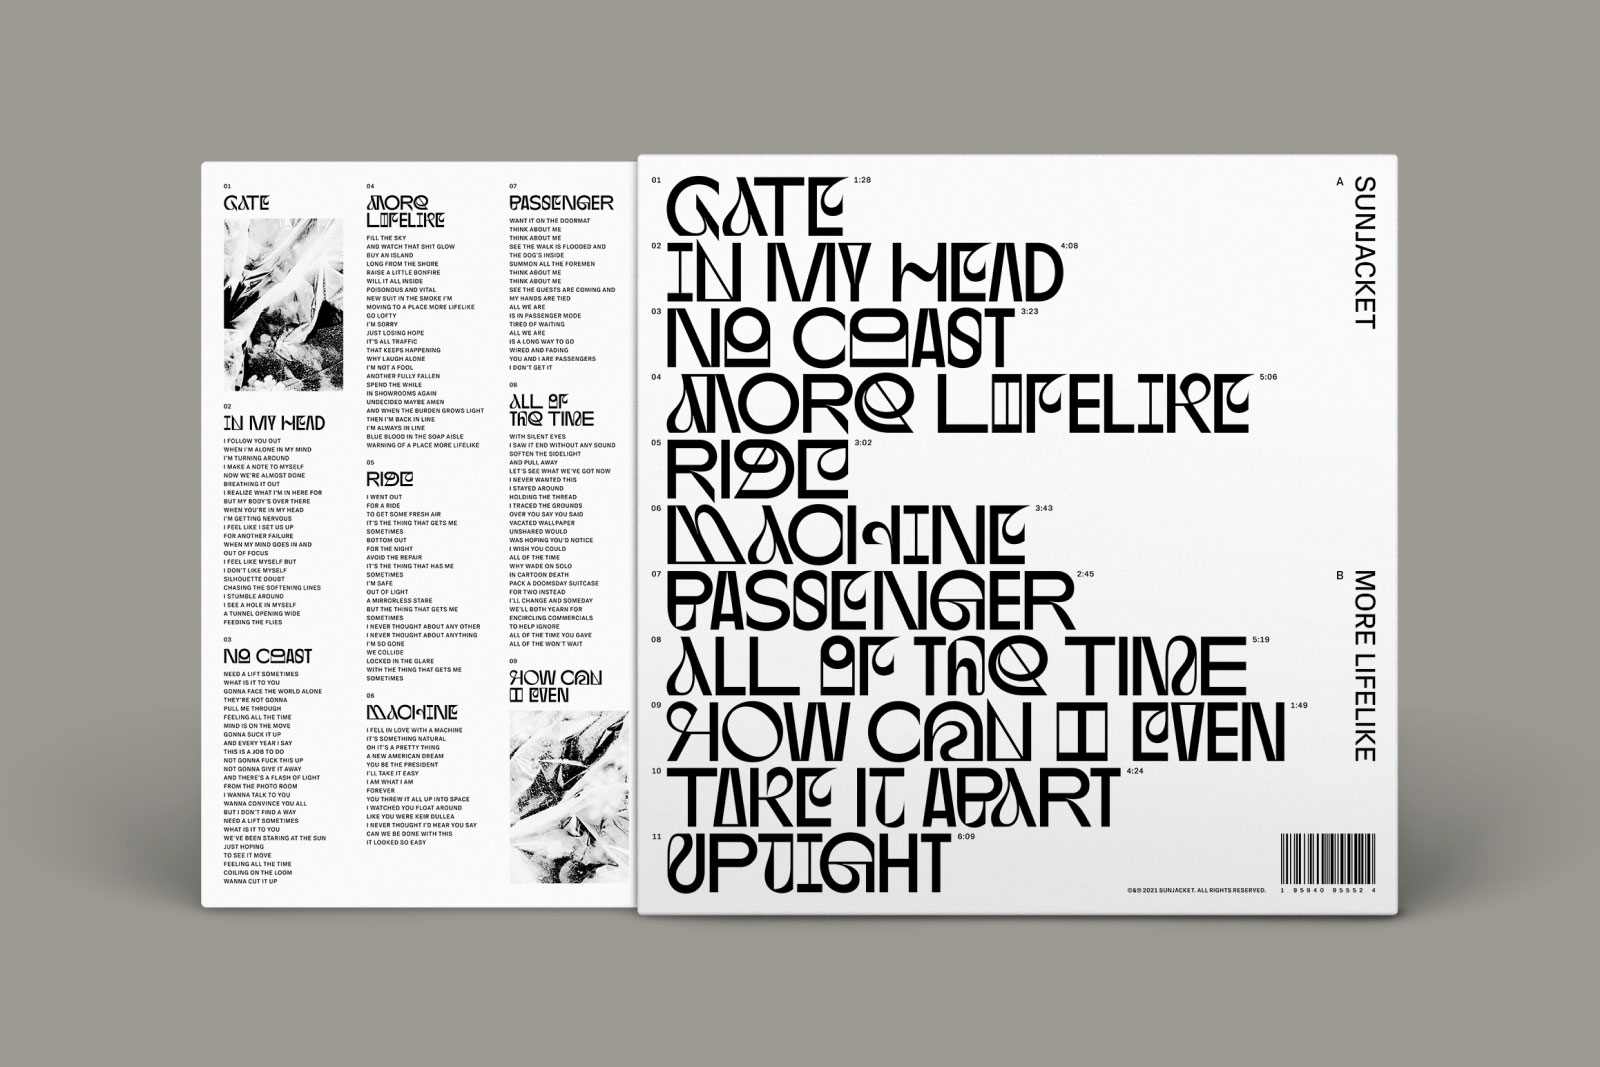 01
GATE
02
IN MY HEAD
I FOLLOW YOU OUT
WHEN I'M ALONE IN MY MIND
I'M TURNING AROUND
I MAKE A NOTE TO MYSELF
NOW WE'RE ALMOST DONE
BREATHING IT OUT
I REALIZE WHAT I'M IN HERE FOR
BUT MY BODY'S OVER THERE
WHEN YOU'RE IN MY HEAD
I'M GETTING NERVOUS
I FEEL LIKE I SET US UP
FOR ANOTHER FAILURE
WHEN MY MIND GOES IN AND
OUT OF FOCUS
I FEEL LIKE MYSELF BUT
I DON'T LIKE MYSELF
SILHOUETTE DOUBT
CHASING THE SOFTENING LINES
I STUMBLE AROUND
I SEE A HOLE IN MYSELF
A TUNNEL OPENING WIDE
FEEDING THE FLIES
03
NO COAST
NEED A LIFT SOMETIMES
WHAT IS IT TO YOU
GONNA FACE THE WORLD ALONE
THEY'RE NOT GONNA
PULL ME THROUGH
FEELING ALL THE TIME
MIND IS ON THE MOVE
GONNA SUCK IT UP
AND EVERY YEAR I SAY
THIS IS A JOB TO DO
NOT GONNA FUCK THIS UP
NOT GONNA GIVE IT AWAY
AND THERE'S A FLASH OF LIGHT
FROM THE PHOTO ROOM
I WANNA TALK TO YOU
WANNA CONVINCE YOU ALL
BUT I DON'T FIND A WAY
NEED A LIFT SOMETIMES
WHAT IS IT TO YOU
WE'VE BEEN STARING AT THE SUN
JUST HOPING
TO SEE IT MOVE
FEELING ALL THE TIME
COILING ON THE LOOM
WANNA CUT IT UP
04
MORE
LIFELIKE
FILL THE SKY
AND WATCH THAT SHIT GLOW
BUY AN ISLAND
LONG FROM THE SHORE
RAISE A LITTLE BONFIRE
WILL IT ALL INSIDE
POISONOUS AND VITAL
NEW SUIT IN THE SMOKE I'M
MOVING TO A PLACE MORE LIFELIKE
GO LOFTY
I'M SORRY
JUST LOSING HOPE
IT'S ALL TRAFFIC
THAT KEEPS HAPPENING
WHY LAUGH ALONE
I'M NOT A FOOL
ANOTHER FULLY FALLEN
SPEND THE WHILE
IN SHOWROOMS AGAIN
UNDECIDED MAYBE AMEN
AND WHEN THE BURDEN GROWS LIGHT
THEN I'M BACK IN LINE
I'M ALWAYS IN LINE
BLUE BLOOD IN THE SOAP AISLE
WARNING OF A PLACE MORE LIFELIKE
05
RIDE
I WENT OUT
FOR A RIDE
TO GET SOME FRESH AIR
IT'S THE THING THAT GETS ME
SOMETIMES
BOTTOM OUT
FOR THE NIGHT
AVOID THE REPAIR
IT'S THE THING THAT HAS ME
SOMETIMES
I'M SAFE
OUT OF LIGHT
A MIRRORLESS STARE
BUT THE THING THAT GETS ME
SOMETIMES
I NEVER THOUGHT ABOUT ANY OTHER
I NEVER THOUGHT ABOUT ANYTHING
I'M SO GONE
WE COLLIDE
LOCKED IN THE GLARE
WITH THE THING THAT GETS ME
SOMETIMES
06
MACHINE
I FELL IN LOVE WITH A MACHINE
IT'S SOMETHING NATURAL
OH IT'S A PRETTY THING
A NEW AMERICAN DREAM
YOU BE THE PRESIDENT
I'LL TAKE IT EASY
I AM WHAT I AM
FOREVER
YOU THREW IT ALL UP INTO SPACE
I WATCHED YOU FLOAT AROUND
LIKE YOU WERE KEIR DULLEA
I NEVER THOUGHT I'D HEAR YOU SAY
CAN WE BE DONE WITH THIS
IT LOOKED SO EASY
07
PASSENGER
WANT IT ON THE DOORMAT
THINK ABOUT ME
THINK ABOUT ME
SEE THE WALK IS FLOODED AND
THE DOG'S INSIDE
SUMMON ALL THE FOREMEN
THINK ABOUT ME
THINK ABOUT ME
SEE THE GUESTS ARE COMING AND
MY HANDS ARE TIED
ALL WE ARE
IS IN PASSENGER MODE
TIRED OF WAITING
ALL WE ARE
IS A LONG WAY TO GO
WIRED AND FADING
YOU AND I ARE PASSENGERS
I DON'T GET IT
08
ALL OF
THE TIME
WITH SILENT EYES
I SAW IT END WITHOUT ANY SOUND
SOFTEN THE SIDELIGHT
AND PULL AWAY
LET'S SEE WHAT WE'VE GOT NOW
I NEVER WANTED THIS
I STAYED AROUND
HOLDING THE THREAD
I TRACED THE GROUNDS
OVER YOU SAY YOU SAID
VACATED WALLPAPER
UNSHARED WOULD
WAS HOPING YOU'D NOTICE
I WISH YOU COULD
ALL OF THE TIME
WHY WADE ON SOLO
IN CARTOON DEATH
PACK A DOOMSDAY SUITCASE
FOR TWO INSTEAD
I'LL CHANGE AND SOMEDAY
WE'LL BOTH YEARN FOR
ENCIRCLING COMMERCIALS
TO HELP IGNORE
ALL OF THE TIME YOU GAVE
ALL OF THE WON'T WAIT
09
HOW CAN
I EVEN
01 GATE 1:28
02 IN MY HEAD 4:08
03 NO COAST 3:23
04 MORE LIFELIKE 5:06
05 RIDE 3:02
06 MACHINE 3:43
07 PASSENGER 2:45
08 ALL OF THE TIME 5:19
09 HOW CAN I EVEN 1:49
10 TAKE IT APART 4:24
11 UPTIGHT 6:09
A SUNJACKET
B MORE LIFELIKE
©&℗ 2021 SUNJACKET. ALL RIGHTS RESERVED.
1 95940 95552 4